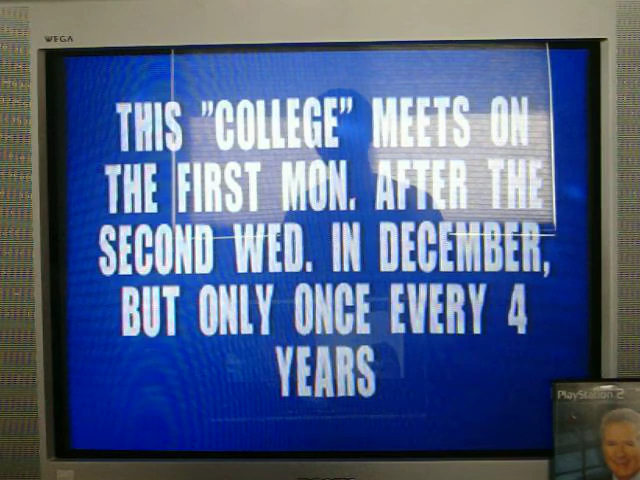 WEGA
THIS "COLLEGE" MEETS ON
THE FIRST MON. AFTER THE
SECOND WED. IN DECEMBER,
BUT ONLY ONCE EVERY 4
YEARS
PlayStation 2